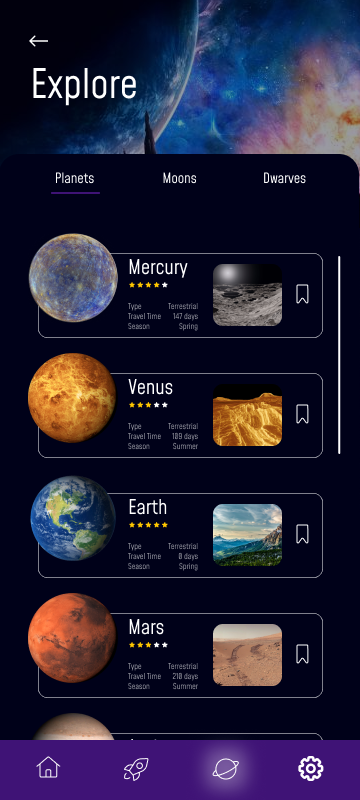 Explore
Planets Moons Dwarves
Mercury
Type Terrestrial
Travel Time 147 days
Season Spring
Venus
Type Terrestrial
Travel Time 109 days
Season Summer
Earth
Type Terrestrial
Travel Time 0 days
Season Spring
Mars
Type Terrestrial
Travel Time 210 days
Season Summer